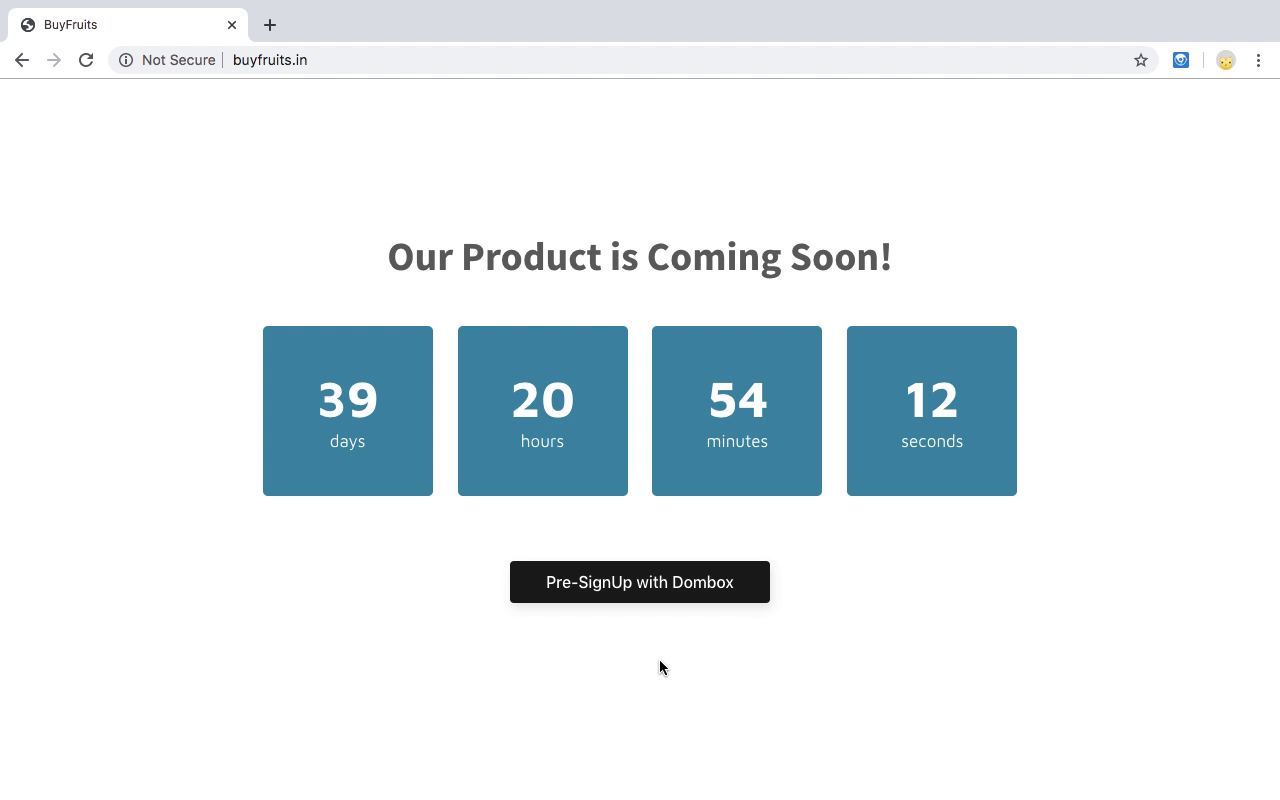 BuyFruits
Not Secure buyfruits.in
Our Product is Coming Soon!
39 20 54 12
days hours minutes seconds
Pre-SignUp with Dombox